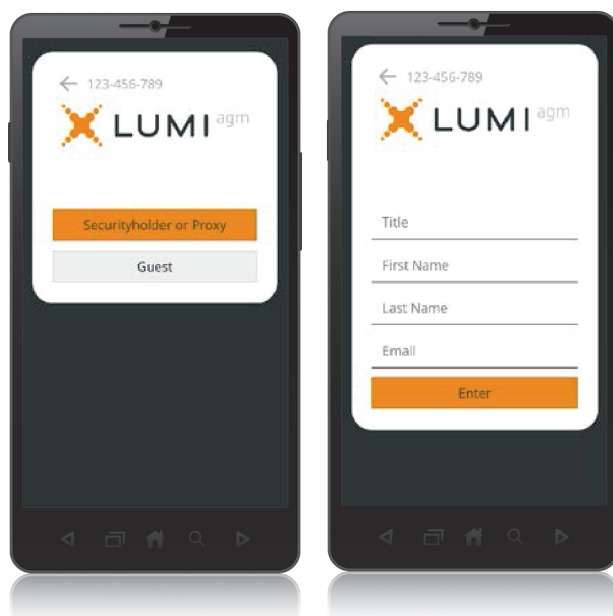 123-456-789
LUMI agm
Securityholder or Proxy
Guest
123-456-789
LUMI agm
Title
First Name
Last Name
Email
Enter